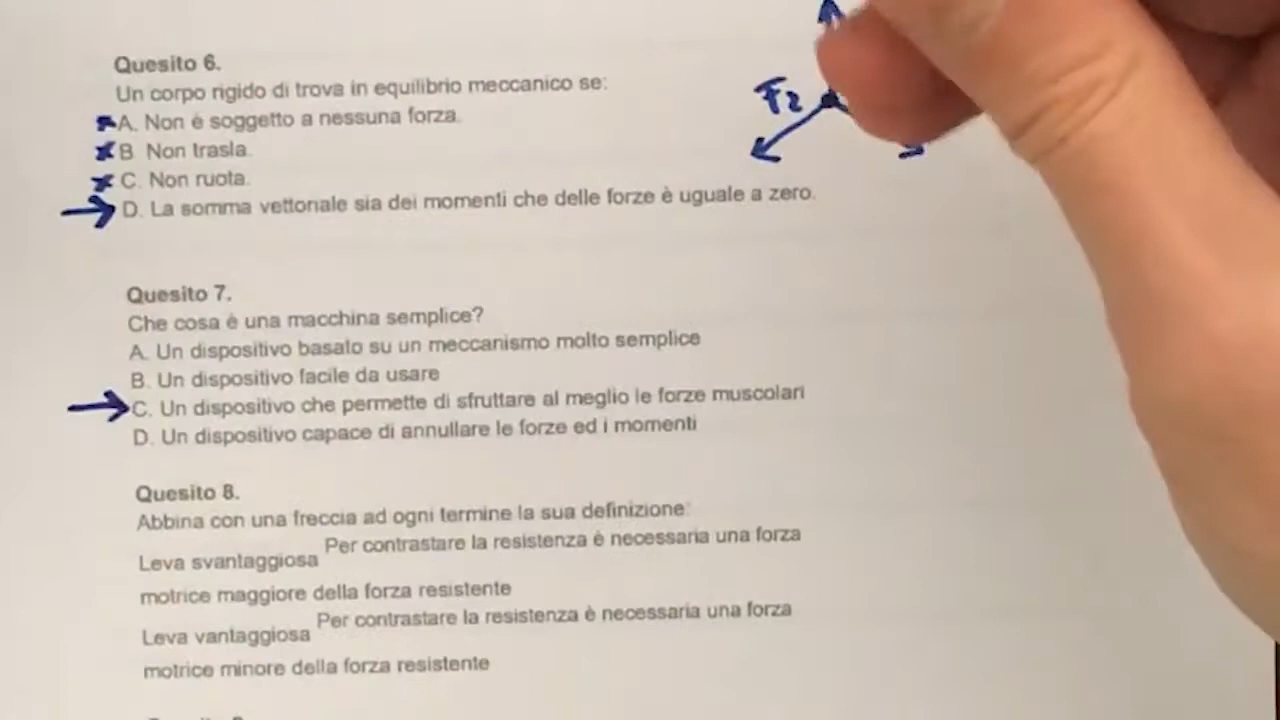 Quesito 6.
Un corpo rigido di trova in equilibrio meccanico se:
A. Non è soggetto a nessuna forza.
B Non trasla.
C. Non ruota.
D. La somma vettoriale sia dei momenti che delle forze è uguale a zero.
F2
Quesito 7.
Che cosa è una macchina semplice?
A. Un dispositivo basato su un meccanismo molto semplice
B. Un dispositivo facile da usare
C. Un dispositivo che permette di sfruttare al meglio le forze muscolari
D. Un dispositivo capace di annullare le forze ed i momenti
Quesito 8.
Abbina con una freccia ad ogni termine la sua definizione:
Leva svantaggiosa Per contrastare la resistenza è necessaria una forza
motrice maggiore della forza resistente
Leva vantaggiosa Per contrastare la resistenza è necessaria una forza
motrice minore della forza resistente